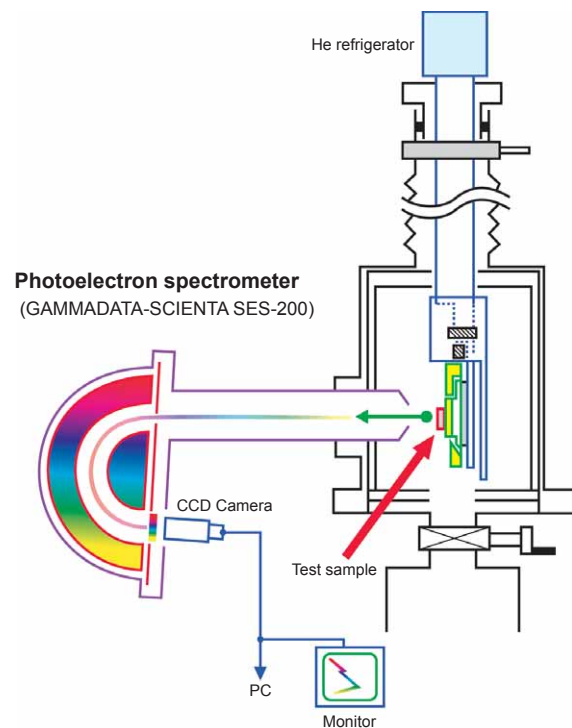 He refrigerator
Photoelectron spectrometer
(GAMMADATA-SCIENTA SES-200)
CCD Camera
Test sample
PC
Monitor